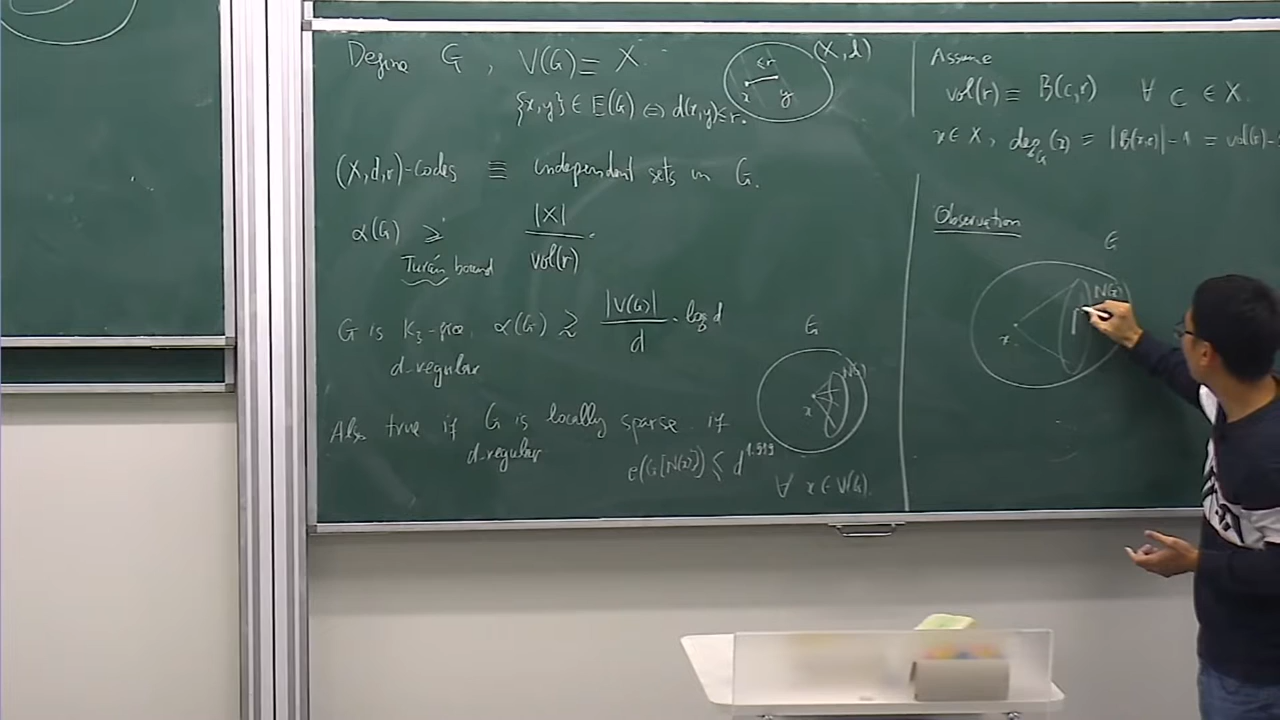 Define G, V(G) ≡ X.
{x,y} ∈ E(G) ⇔ d(x,y) ≤ r.
≤r
x y
(X,d)
(X,d,r)-codes ≡ independent sets in G.
α(G) ≥ |X| / vol(r).
Turán bound
G is K₃-free, α(G) ≳ |V(G)| / d · log d
d-regular
Also true if G is locally sparse if
d-regular
e(G[N(x)]) ≤ d^1.999
∀ x ∈ V(G).
G
x
Assume
vol(r) ≡ B(c,r) ∀ c ∈ X.
x ∈ X, deg_G(x) = |B(x,r)| - 1 = vol(r) -
Observation
G
x.